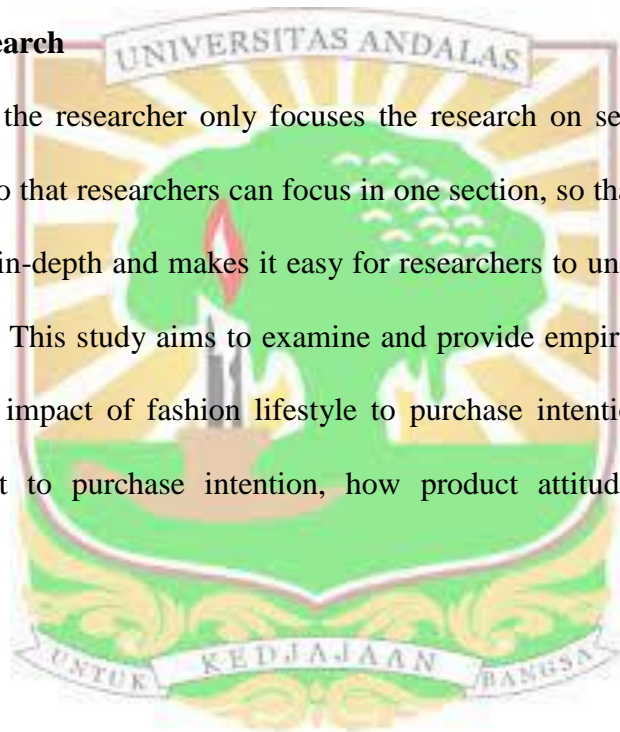 earch
UNIVERSITAS ANDALAS
the researcher only focuses the research on se
o that researchers can focus in one section, so tha
in-depth and makes it easy for researchers to un
This study aims to examine and provide empir
impact of fashion lifestyle to purchase intentio
t to purchase intention, how product attitud
UNTUK KEDJAJAAN BANGSA